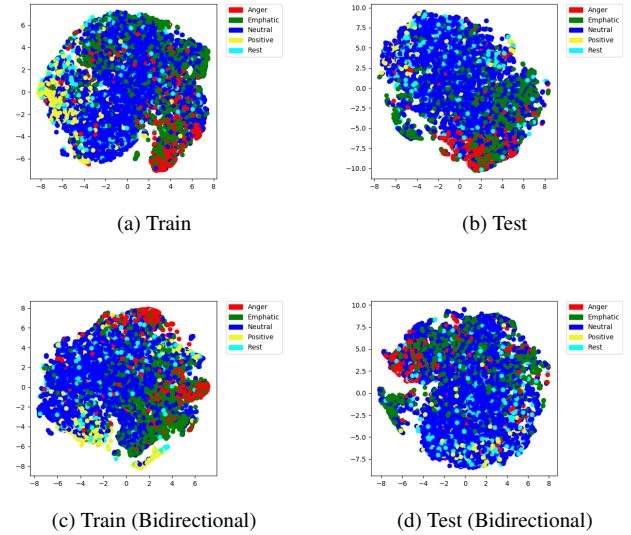 Anger
Emphatic
Neutral
Positive
Rest
6
4
2
0
−2
−4
−6
−8 −6 −4 −2 0 2 4 6 8
(a) Train
Anger
Emphatic
Neutral
Positive
Rest
10.0
7.5
5.0
2.5
0.0
−2.5
−5.0
−7.5
−10.0
−8 −6 −4 −2 0 2 4 6 8
(b) Test
Anger
Emphatic
Neutral
Positive
Rest
8
6
4
2
0
−2
−4
−6
−8
−8 −6 −4 −2 0 2 4 6
(c) Train (Bidirectional)
Anger
Emphatic
Neutral
Positive
Rest
10.0
7.5
5.0
2.5
0.0
−2.5
−5.0
−7.5
−8 −6 −4 −2 0 2 4 6 8
(d) Test (Bidirectional)